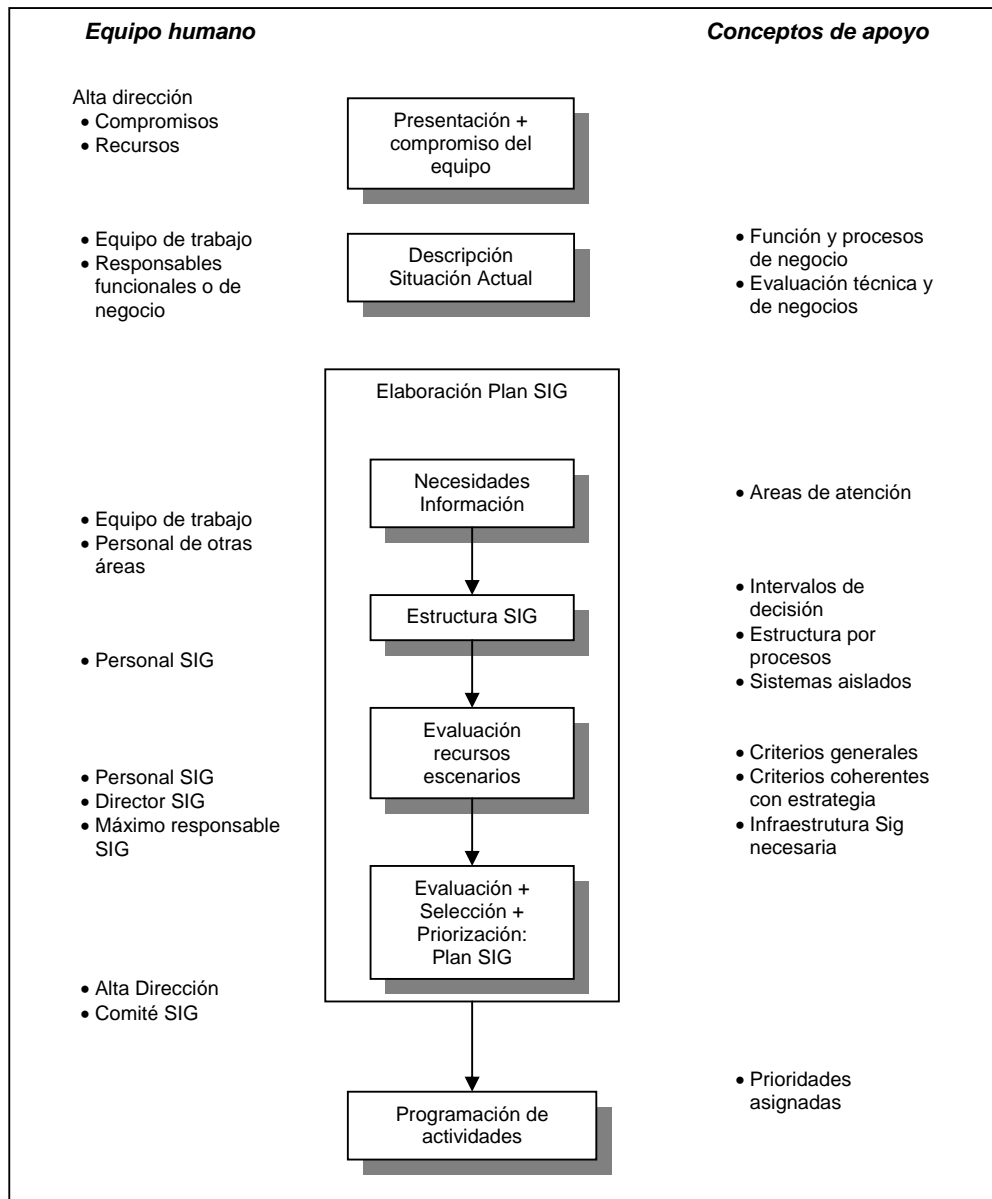 Equipo humano
Conceptos de apoyo
Alta dirección
• Compromisos
• Recursos
Presentación +
compromiso del
equipo
• Equipo de trabajo
• Responsables
funcionales o de
negocio
Descripción
Situación Actual
• Función y procesos
de negocio
• Evaluación técnica y
de negocios
Elaboración Plan SIG
Necesidades
Información
• Areas de atención
• Equipo de trabajo
• Personal de otras
áreas
Estructura SIG
• Intervalos de
decisión
• Estructura por
procesos
• Sistemas aislados
• Personal SIG
Evaluación
recursos
escenarios
• Personal SIG
• Director SIG
• Máximo responsable
SIG
• Criterios generales
• Criterios coherentes
con estrategia
• Infraestrutura Sig
necesaria
Evaluación +
Selección +
Priorización:
Plan SIG
• Alta Dirección
• Comité SIG
Programación de
actividades
• Prioridades
asignadas